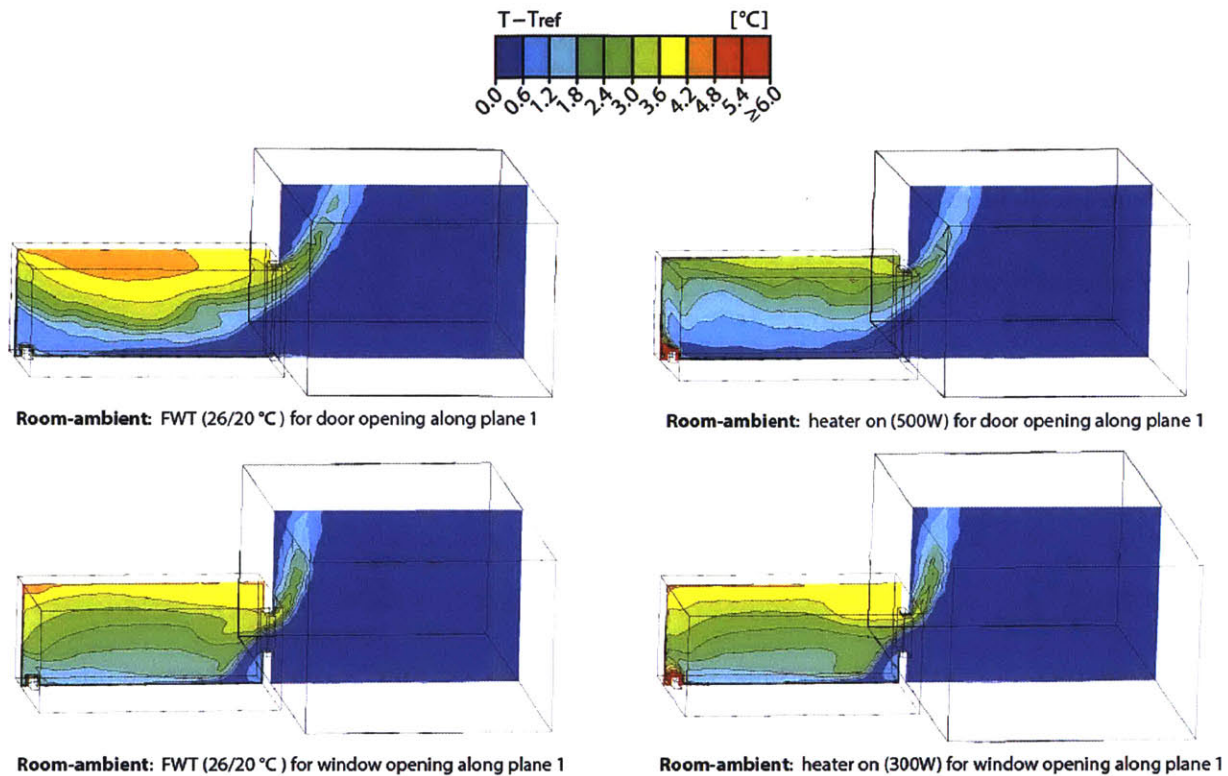 T−Tref [°C]
0.0 0.6 1.2 1.8 2.4 3.0 3.6 4.2 4.8 5.4 ≥6.0
Room-ambient: FWT (26/20 °C ) for door opening along plane 1
Room-ambient: heater on (500W) for door opening along plane 1
Room-ambient: FWT (26/20 °C ) for window opening along plane 1
Room-ambient: heater on (300W) for window opening along plane 1